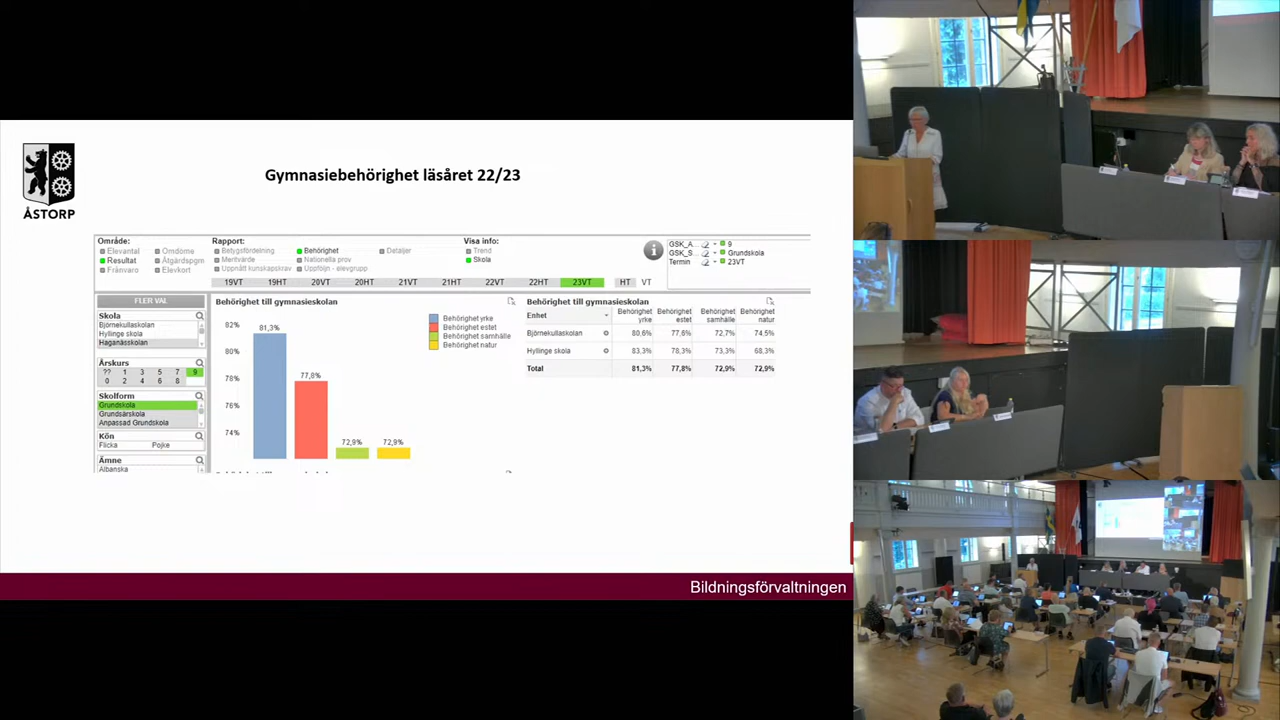 ÅSTORP
Gymnasiebehörighet läsåret 22/23
Område:
Elevantal
Omdöme
Resultat
Åtgärdspgm
Frånvaro
Elevkort
Rapport:
Betygsfördelning
Behörighet
Detaljer
Meritvärde
Nationella prov
Uppnått kunskapskrav
Uppföljn - elevgrupp
Visa info:
Trend
Skola
GSK_A...
9
GSK_S...
Grundskola
Termin
23VT
19VT 19HT 20VT 20HT 21VT 21HT 22VT 22HT 23VT HT VT
FLER VAL
Skola
Björnekullaskolan
Hyllinge skola
Haganässkolan
Årskurs
?? 1 3 5 7 9
0 2 4 6 8
Skolform
Grundskola
Grundsärskola
Anpassad Grundskola
Kön
Flicka Pojke
Ämne
Albanska
Behörighet till gymnasieskolan
82%
80%
78%
76%
74%
81,3%
77,8%
72,9%
72,9%
Behörighet yrke
Behörighet estet
Behörighet samhälle
Behörighet natur
Behörighet till gymnasieskolan
Enhet Behörighet yrke Behörighet estet Behörighet samhälle Behörighet natur
Björnekullaskolan 80,6% 77,6% 72,7% 74,5%
Hyllinge skola 83,3% 78,3% 73,3% 68,3%
Total 81,3% 77,8% 72,9% 72,9%
Bildningsförvaltningen